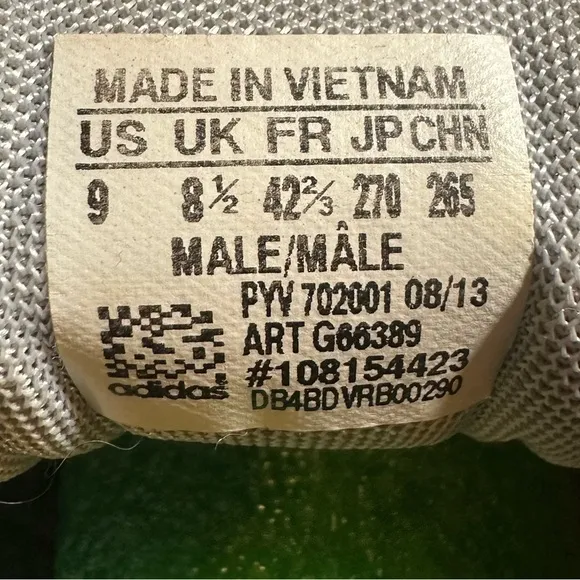 MADE IN VIETNAM
US UK FR JP CHN
9 8½ 42⅔ 270 265
MALE/MÂLE
PYV 702001 08/13
ART G66389
#108154423
adidas
DB4BDVRB00290